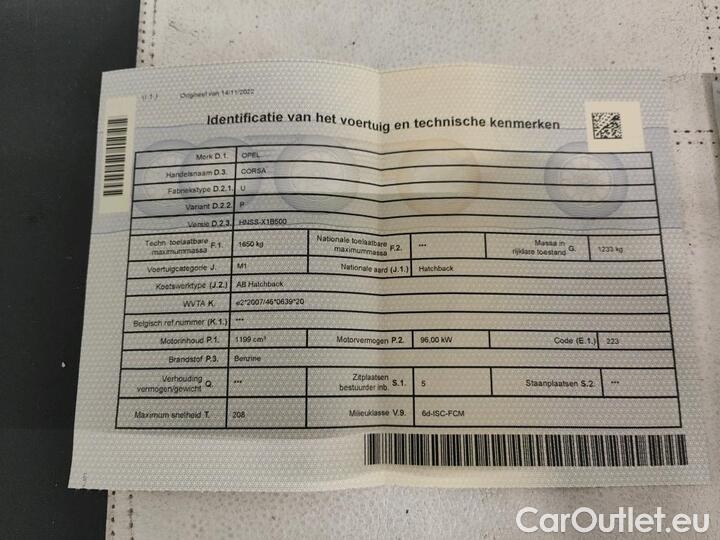 (I.1.) Origineel van 14/11/2022
Identificatie van het voertuig en technische kenmerken
Merk D.1. OPEL
Handelsnaam D.3. CORSA
Fabriekstype D.2.1. U
Variant D.2.2. P
Versie D.2.3. HNSS-X1B500
Techn. toelaatbare maximummassa F.1. 1650 kg Nationale toelaatbare maximummassa F.2. *** Massa in rijklare toestand G. 1233 kg
Voertuigcategorie J. M1 Nationale aard (J.1.) Hatchback
Koetswerktype (J.2.) AB Hatchback
WVTA K. e2*2007/46*0639*20
Belgisch ref.nummer (K.1.) ***
Motorinhoud P.1. 1199 cm³ Motorvermogen P.2. 96,00 kW Code (E.1.) 223
Brandstof P.3. Benzine
Verhouding vermogen/gewicht Q. *** Zitplaatsen bestuurder inb. S.1. 5 Staanplaatsen S.2. ***
Maximum snelheid T. 208 Milieuklasse V.9. 6d-ISC-FCM
CarOutlet.eu